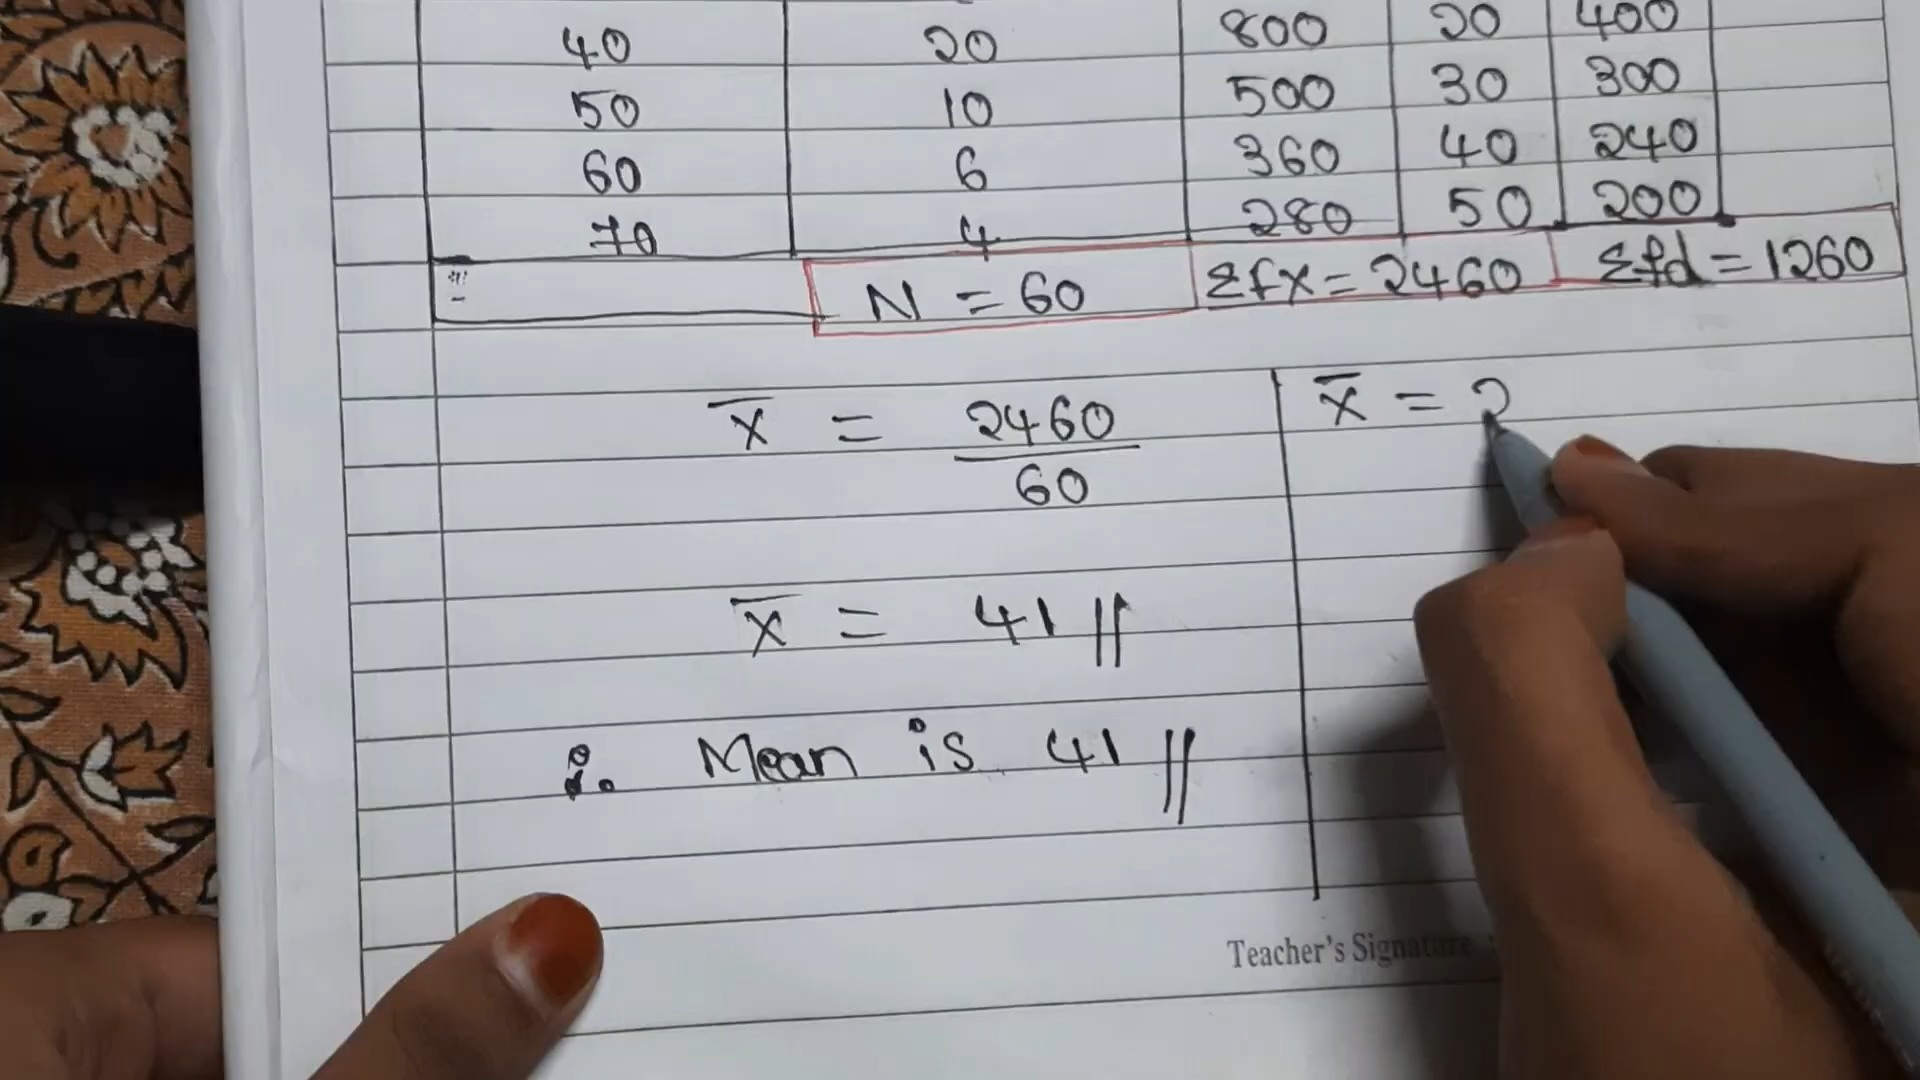 40 20 800 20 400
50 10 500 30 300
60 6 360 40 240
70 4 280 50 200
N = 60 Σfx = 2460 Σfd = 1260
x̄ = 2460/60
x̄ = 41 //
∴ Mean is 41 //
x̄ = 2
Teacher's Signature